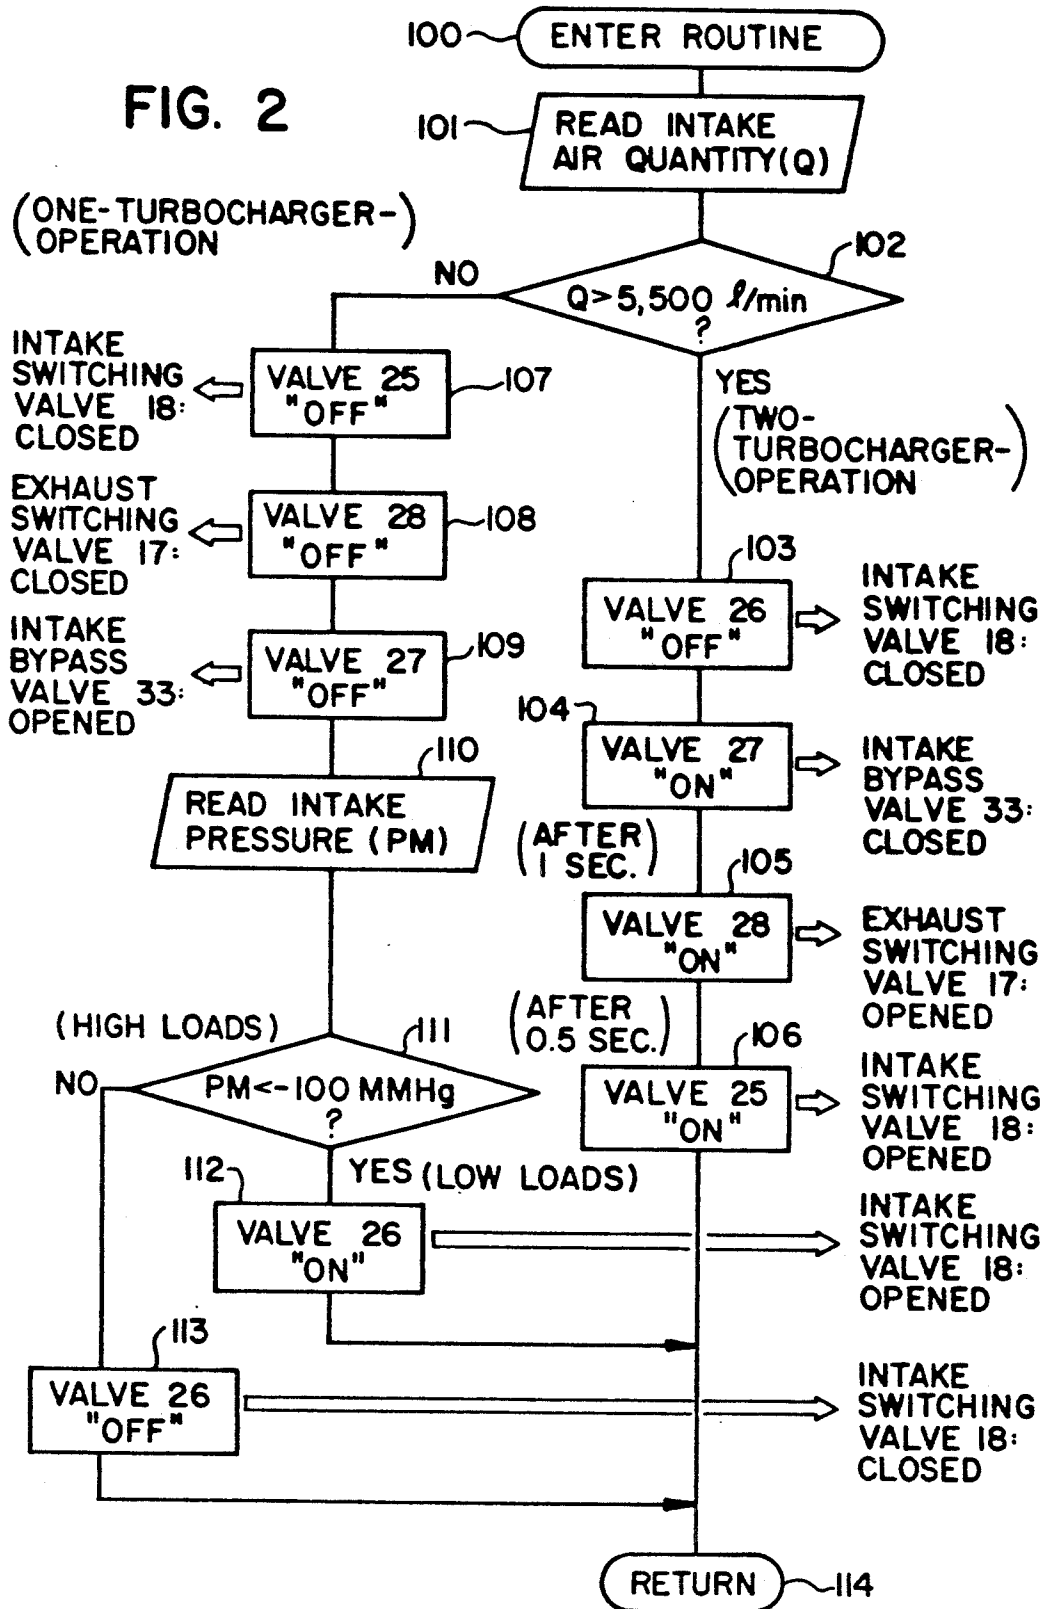 FIG. 2
100
ENTER ROUTINE
101
READ INTAKE
AIR QUANTITY(Q)
(ONE-TURBOCHARGER-
OPERATION)
102
Q>5,500 ℓ/min
?
NO
YES
(TWO-
TURBOCHARGER-
OPERATION)
INTAKE
SWITCHING
VALVE 18:
CLOSED
VALVE 25
"OFF"
107
EXHAUST
SWITCHING
VALVE 17:
CLOSED
VALVE 28
"OFF"
108
INTAKE
BYPASS
VALVE 33:
OPENED
VALVE 27
"OFF"
109
110
READ INTAKE
PRESSURE (PM)
103
VALVE 26
"OFF"
INTAKE
SWITCHING
VALVE 18:
CLOSED
104
VALVE 27
"ON"
INTAKE
BYPASS
VALVE 33:
CLOSED
(AFTER
1 SEC.)
105
VALVE 28
"ON"
EXHAUST
SWITCHING
VALVE 17:
OPENED
(AFTER
0.5 SEC.)
106
VALVE 25
"ON"
INTAKE
SWITCHING
VALVE 18:
OPENED
(HIGH LOADS)
111
NO
PM<-100 MMHg
?
YES (LOW LOADS)
112
VALVE 26
"ON"
INTAKE
SWITCHING
VALVE 18:
OPENED
113
VALVE 26
"OFF"
INTAKE
SWITCHING
VALVE 18:
CLOSED
RETURN
114